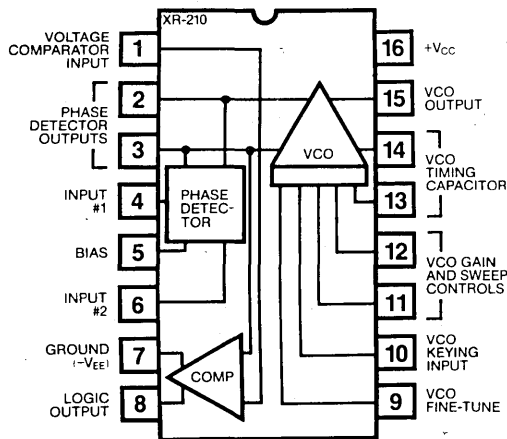 XR-210
VOLTAGE
COMPARATOR
INPUT
1
2
PHASE
DETECTOR
OUTPUTS
3
INPUT
#1
4
BIAS
5
INPUT
#2
6
GROUND
(–VEE)
7
LOGIC
OUTPUT
8
PHASE
DETEC-
TOR
VCO
COMP
16
+VCC
15
VCO
OUTPUT
14
VCO
TIMING
CAPACITOR
13
12
VCO GAIN
AND SWEEP
CONTROLS
11
10
VCO
KEYING
INPUT
9
VCO
FINE-TUNE